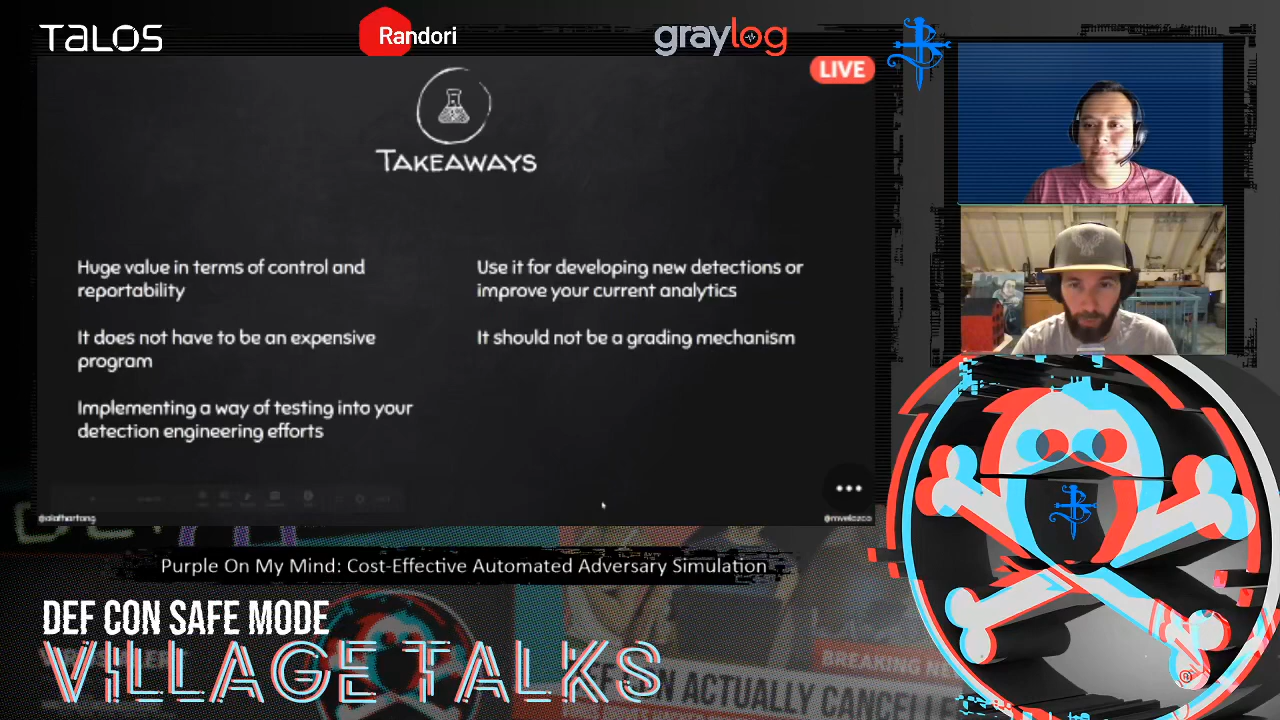 TALOS
Randori
graylog
LIVE
TAKEAWAYS
Huge value in terms of control and
reportability
It does not have to be an expensive
program
Implementing a way of testing into your
detection engineering efforts
Use it for developing new detections or
improve your current analytics
It should not be a grading mechanism
@olafhartong
@mvelazco
Purple On My Mind: Cost-Effective Automated Adversary Simulation
DEF CON SAFE MODE
VILLAGE TALKS
BREAKING NE
CON ACTUALLY CANCELLE